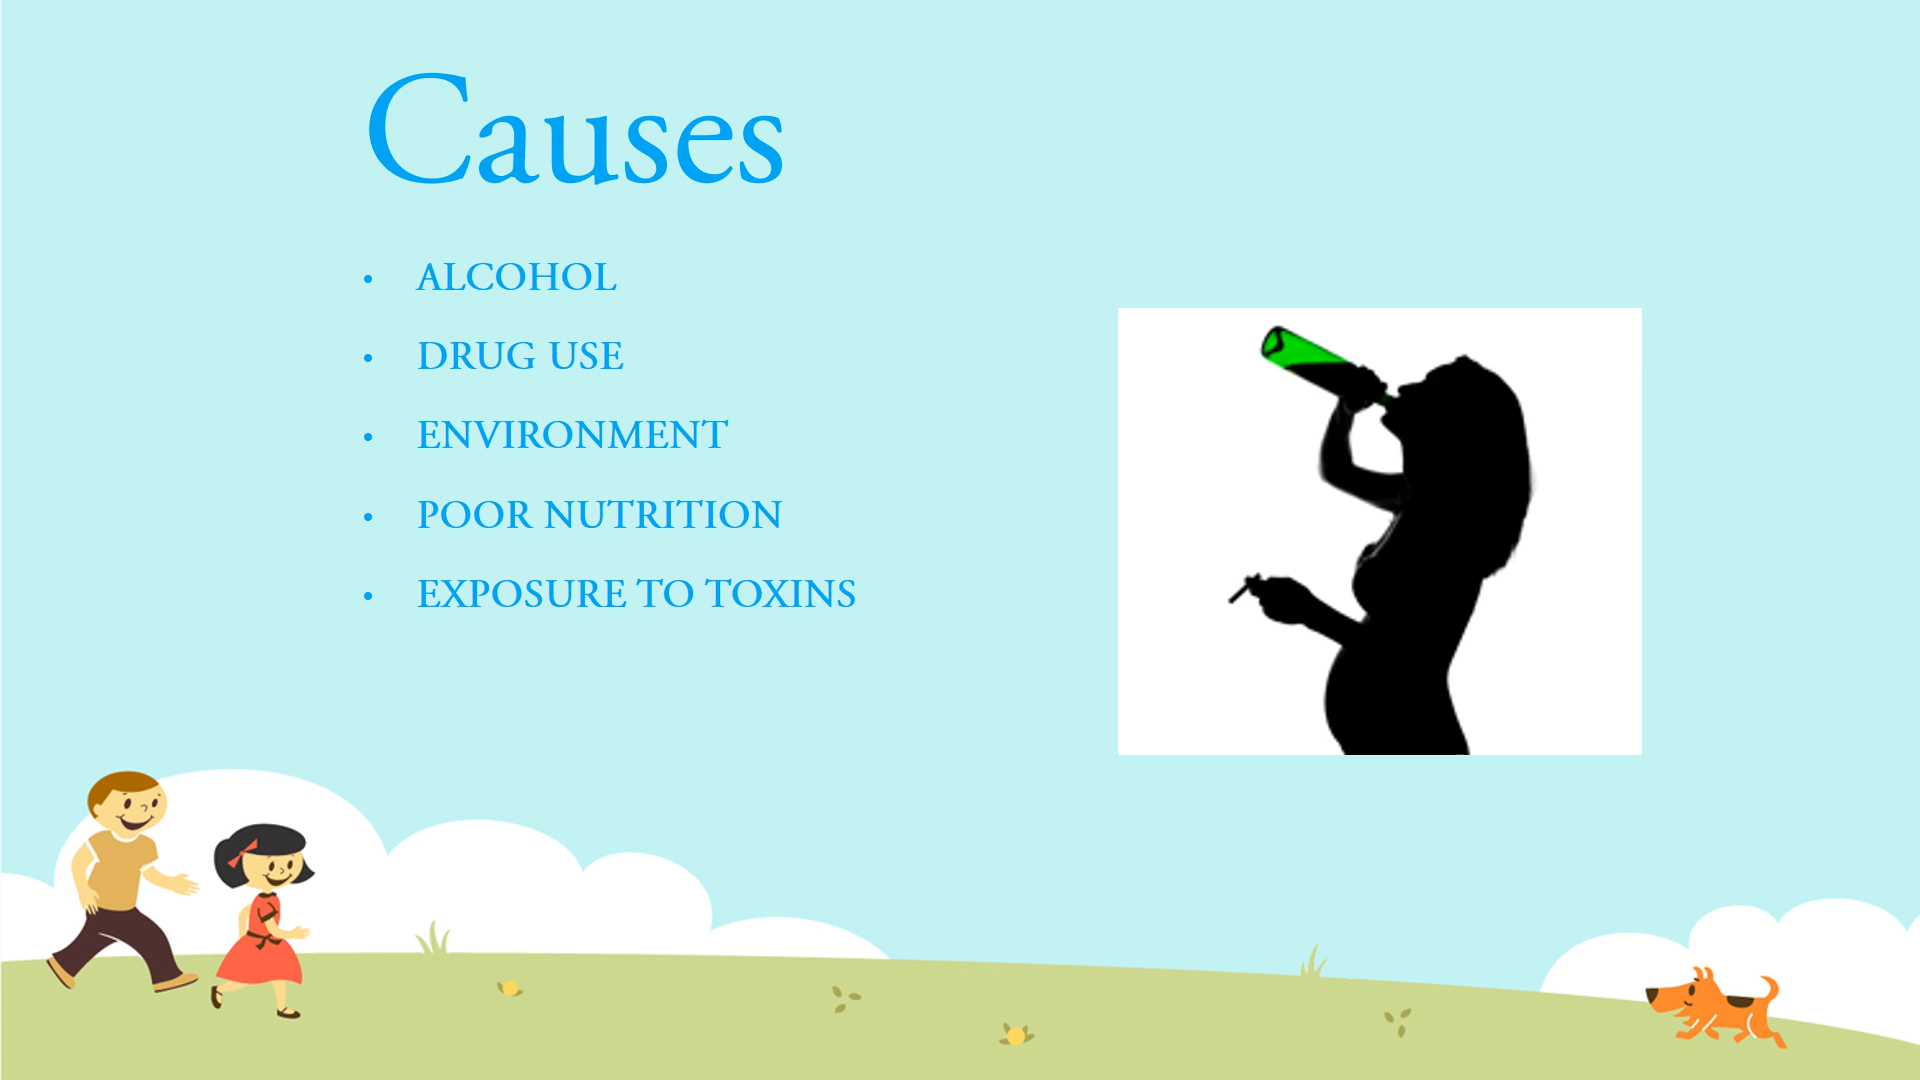 Causes
• ALCOHOL
• DRUG USE
• ENVIRONMENT
• POOR NUTRITION
• EXPOSURE TO TOXINS